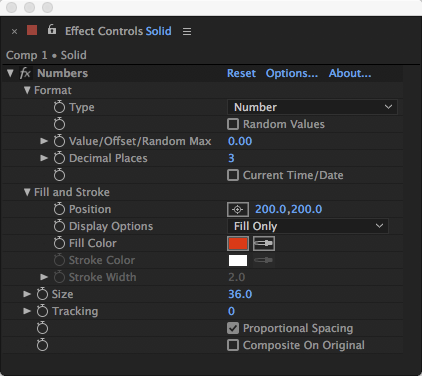 × Effect Controls Solid
Comp 1 • Solid
fx Numbers Reset Options... About...
Format
Type Number
Random Values
Value/Offset/Random Max 0.00
Decimal Places 3
Current Time/Date
Fill and Stroke
Position 200.0,200.0
Display Options Fill Only
Fill Color
Stroke Color
Stroke Width 2.0
Size 36.0
Tracking 0
Proportional Spacing
Composite On Original